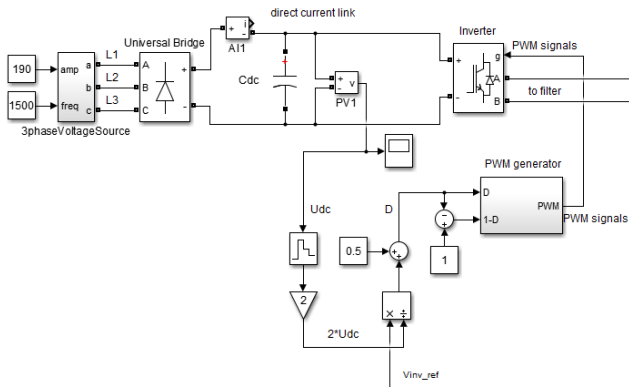 direct current link
Inverter
Universal Bridge
AI1
i
+
-
L1
L2
L3
190
1500
amp
freq
a
b
c
A
B
C
+
-
3phaseVoltageSource
Cdc
+
-
v
PV1
+
-
g
A
B
PWM signals
to filter
PWM generator
Udc
D
D
1-D
PWM
PWM signals
0.5
+
+
-
+
1
2
×
÷
2*Udc
Vinv_ref